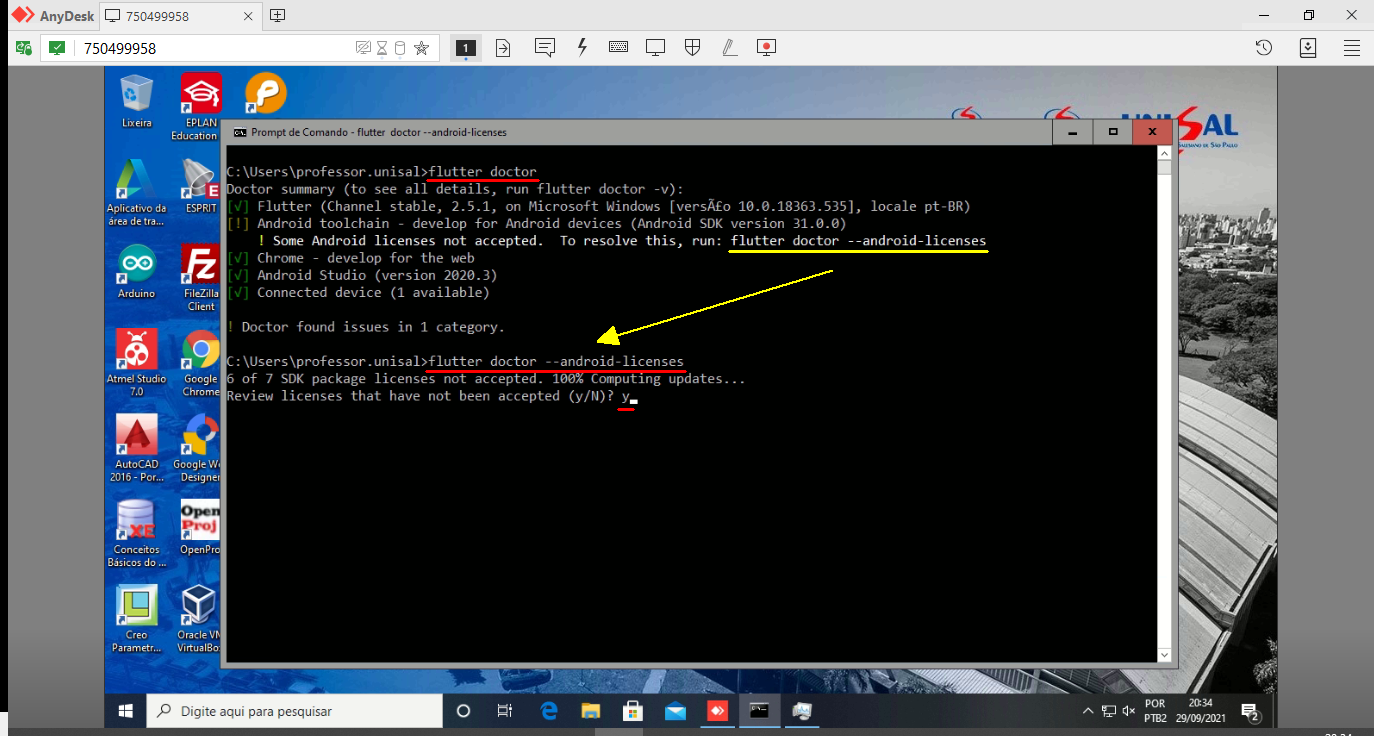 AnyDesk
750499958
750499958
1
Lixeira
EPLAN
Education
UNISAL
Prompt de Comando - flutter doctor --android-licenses
C:\Users\professor.unisal>flutter doctor
Doctor summary (to see all details, run flutter doctor -v):
[√] Flutter (Channel stable, 2.5.1, on Microsoft Windows [versÃ£o 10.0.18363.535], locale pt-BR)
[!] Android toolchain - develop for Android devices (Android SDK version 31.0.0)
! Some Android licenses not accepted.  To resolve this, run: flutter doctor --android-licenses
[√] Chrome - develop for the web
[√] Android Studio (version 2020.3)
[√] Connected device (1 available)
! Doctor found issues in 1 category.
C:\Users\professor.unisal>flutter doctor --android-licenses
6 of 7 SDK package licenses not accepted. 100% Computing updates...
Review licenses that have not been accepted (y/N)? y
Aplicativo da
área de tra...
ESPRIT
Arduino
FileZilla
Client
Atmel Studio
7.0
Google
Chrome
AutoCAD
2016 - Por...
Google We
Designer
Conceitos
Básicos do ...
Open
Proj
OpenPro
Creo
Parametr...
Oracle VM
VirtualBo
Digite aqui para pesquisar
POR
PTB2
20:34
29/09/2021
2